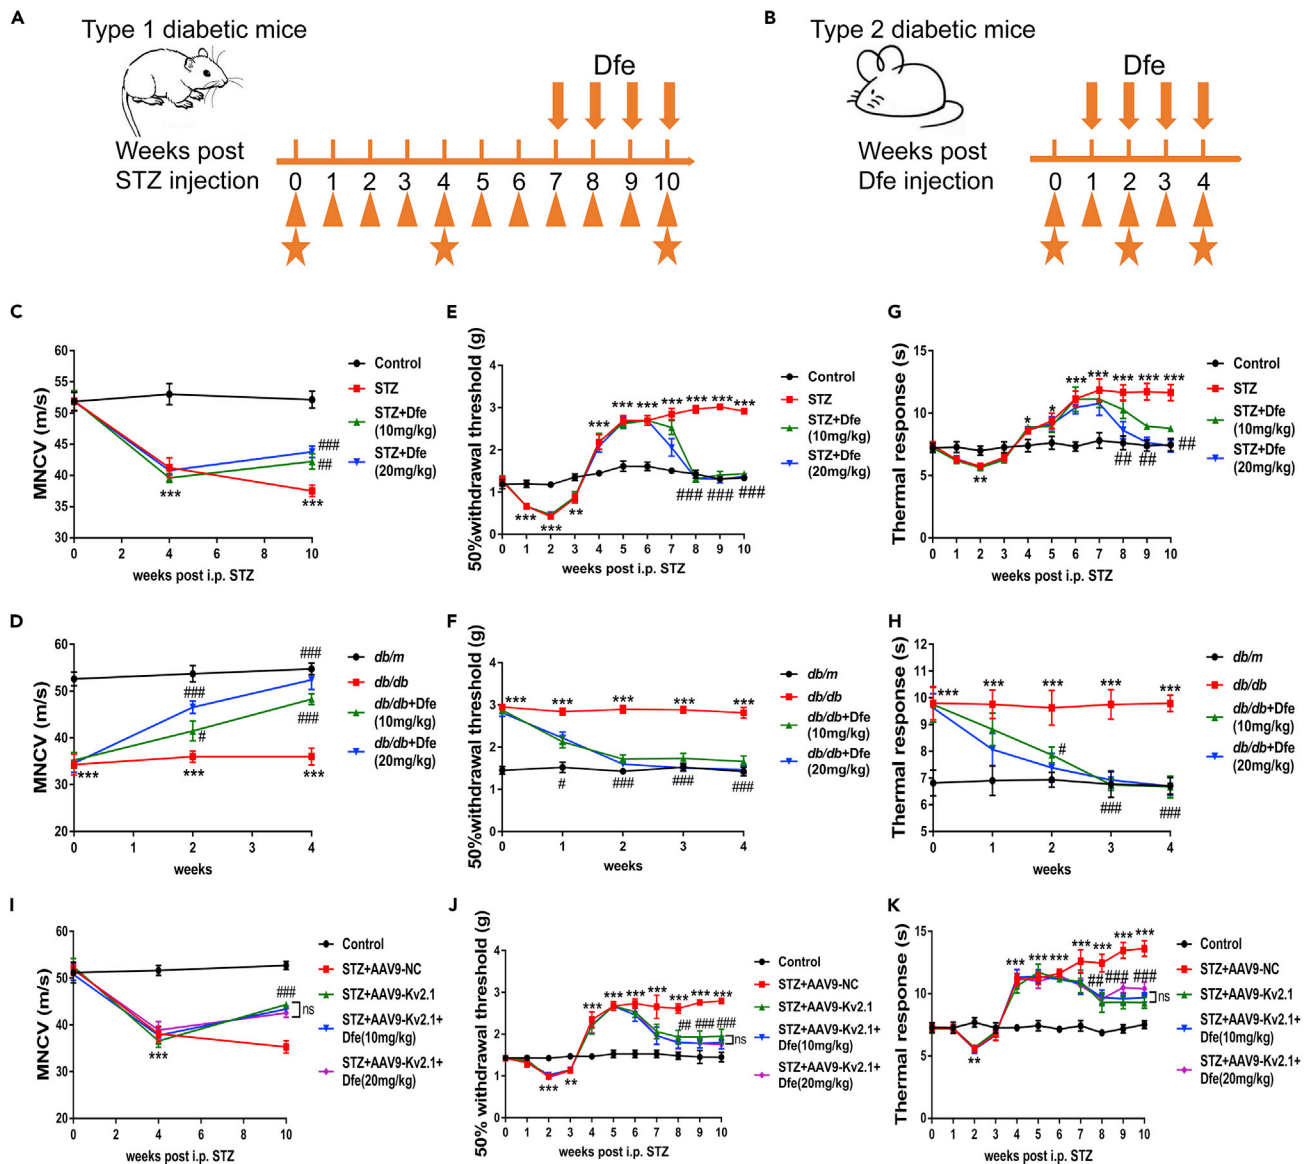 A
Type 1 diabetic mice
Dfe
Weeks post
STZ injection
0 1 2 3 4 5 6 7 8 9 10
B
Type 2 diabetic mice
Dfe
Weeks post
Dfe injection
0 1 2 3 4
C
MNCV (m/s)
60
55
50
45
40
35
30
0 2 4 6 8 10
weeks post i.p. STZ
***
***
###
##
Control
STZ
STZ+Dfe
(10mg/kg)
STZ+Dfe
(20mg/kg)
E
50%withdrawal threshold (g)
4
3
2
1
0
0 1 2 3 4 5 6 7 8 9 10
weeks post i.p. STZ
*** *** ** *** *** *** *** *** *** ***
### ### ###
Control
STZ
STZ+Dfe
(10mg/kg)
STZ+Dfe
(20mg/kg)
G
Thermal response (s)
15
10
5
0
0 1 2 3 4 5 6 7 8 9 10
weeks post i.p. STZ
** * * *** *** *** *** ***
## ## ##
Control
STZ
STZ+Dfe
(10mg/kg)
STZ+Dfe
(20mg/kg)
D
MNCV (m/s)
60
50
40
30
20
0 2 2 4
weeks
*** *** ***
###
#
###
###
db/m
db/db
db/db+Dfe
(10mg/kg)
db/db+Dfe
(20mg/kg)
F
50%withdrawal threshold (g)
4
3
2
1
0
0 1 2 3 4
weeks
*** *** *** *** ***
# ### ### ###
db/m
db/db
db/db+Dfe
(10mg/kg)
db/db+Dfe
(20mg/kg)
H
Thermal response (s)
12
11
10
9
8
7
6
5
0 1 2 3 4
weeks
*** *** *** *** ***
# ### ###
db/m
db/db
db/db+Dfe
(10mg/kg)
db/db+Dfe
(20mg/kg)
I
MNCV (m/s)
60
50
40
30
20
0 2 4 6 8 10
weeks post i.p. STZ
***
###
ns
Control
STZ+AAV9-NC
STZ+AAV9-Kv2.1
STZ+AAV9-Kv2.1+
Dfe(10mg/kg)
STZ+AAV9-Kv2.1+
Dfe(20mg/kg)
J
50% withdrawal threshold (g)
4
3
2
1
0
0 1 2 3 4 5 6 7 8 9 10
weeks post i.p. STZ
*** ** *** *** *** *** *** *** ***
## ### ###
ns
Control
STZ+AAV9-NC
STZ+AAV9-Kv2.1
STZ+AAV9-Kv2.1+
Dfe(10mg/kg)
STZ+AAV9-Kv2.1+
Dfe(20mg/kg)
K
Thermal response (s)
15
10
5
0
0 1 2 3 4 5 6 7 8 9 10
weeks post i.p. STZ
** *** *** *** *** *** *** ***
## ### ###
ns
Control
STZ+AAV9-NC
STZ+AAV9-Kv2.1
STZ+AAV9-Kv2.1+
Dfe(10mg/kg)
STZ+AAV9-Kv2.1+
Dfe(20mg/kg)